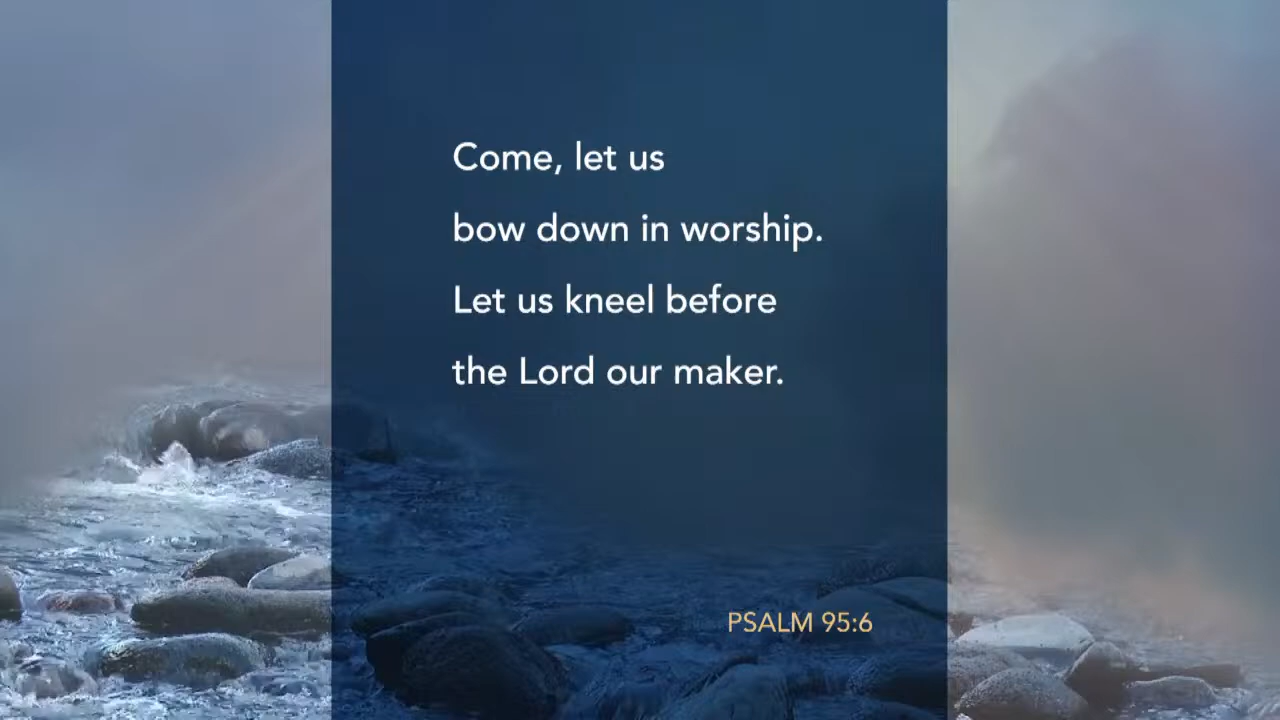 Come, let us
bow down in worship.
Let us kneel before
the Lord our maker.
PSALM 95:6